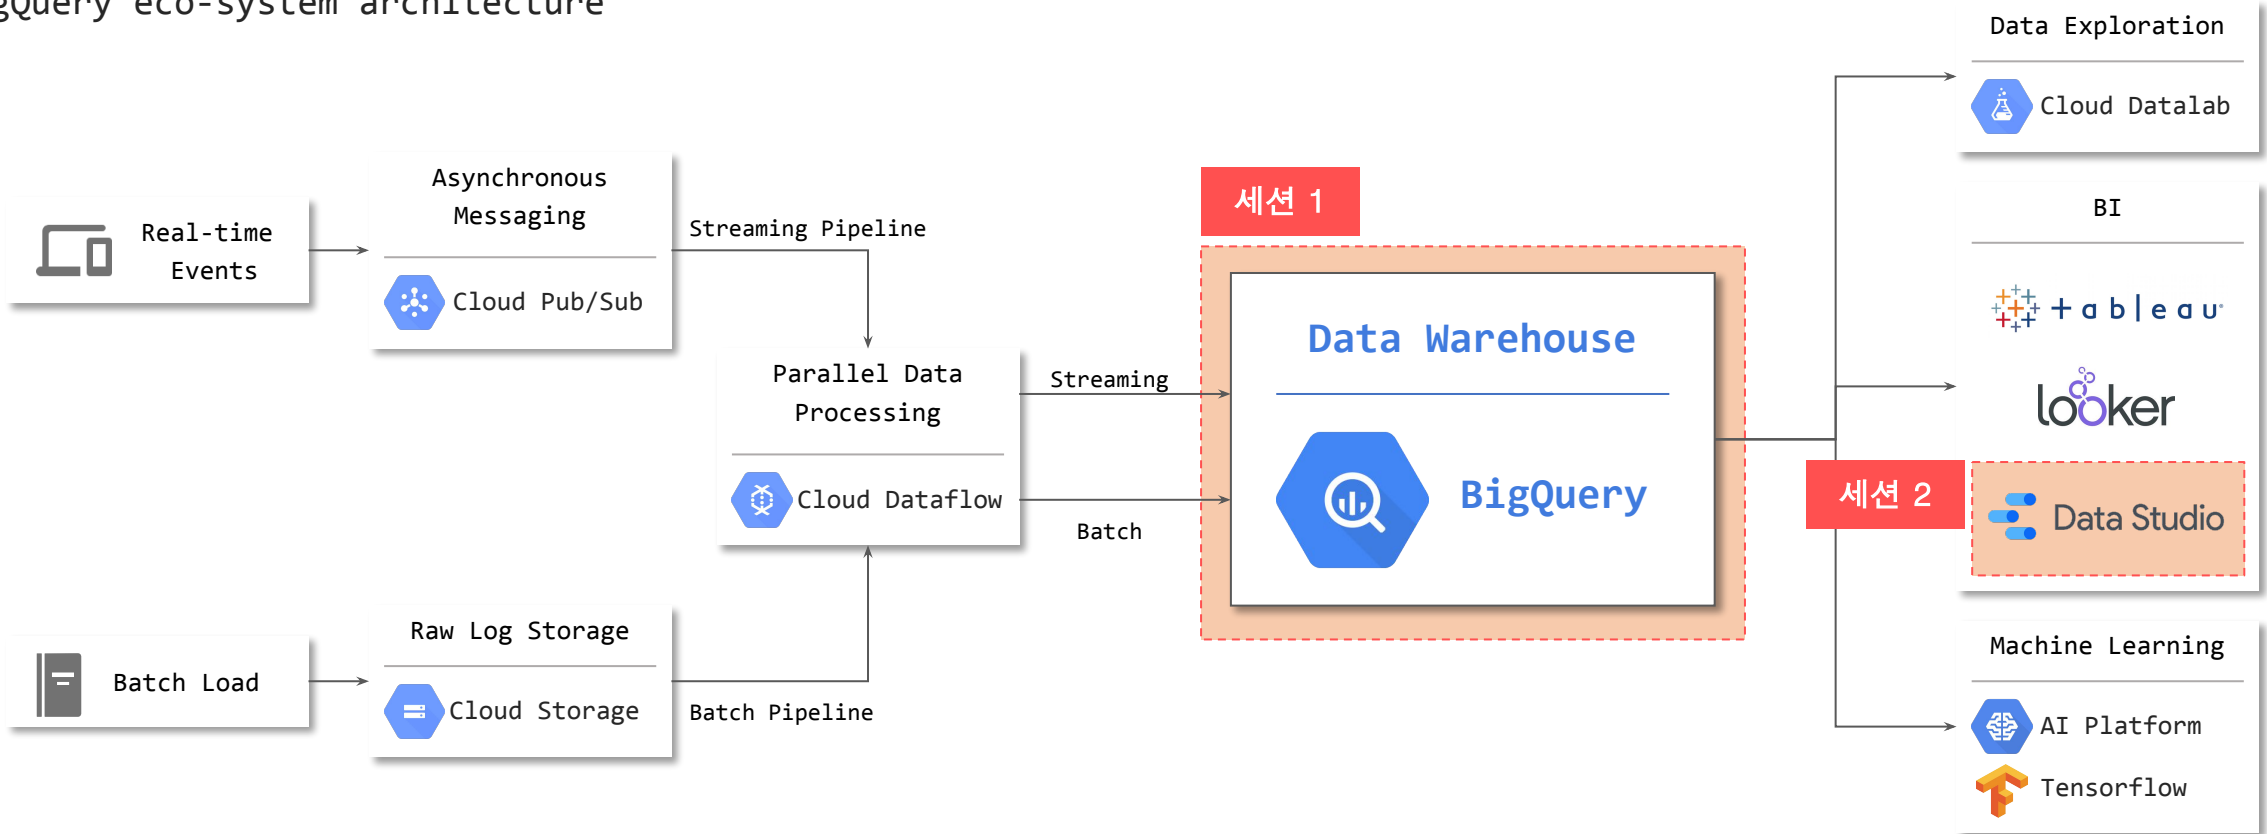 eco-system architecture
Real-time
Events
Asynchronous
Messaging
Cloud Pub/Sub
Streaming Pipeline
Batch Load
Raw Log Storage
Cloud Storage
Batch Pipeline
Parallel Data
Processing
Cloud Dataflow
Streaming
Batch
세션 1
Data Warehouse
BigQuery
Data Exploration
Cloud Datalab
BI
+ableau
looker
세션 2
Data Studio
Machine Learning
AI Platform
Tensorflow